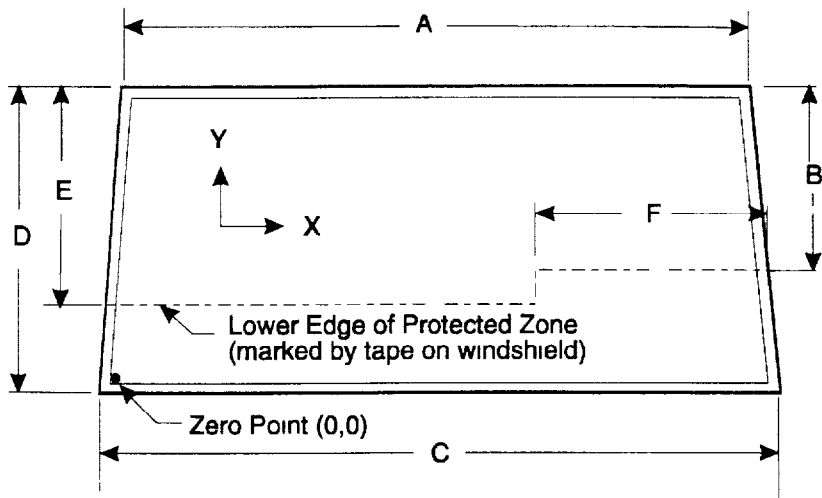 A
Y
B
E
F
X
D
Lower Edge of Protected Zone
(marked by tape on windshield)
Zero Point (0,0)
C